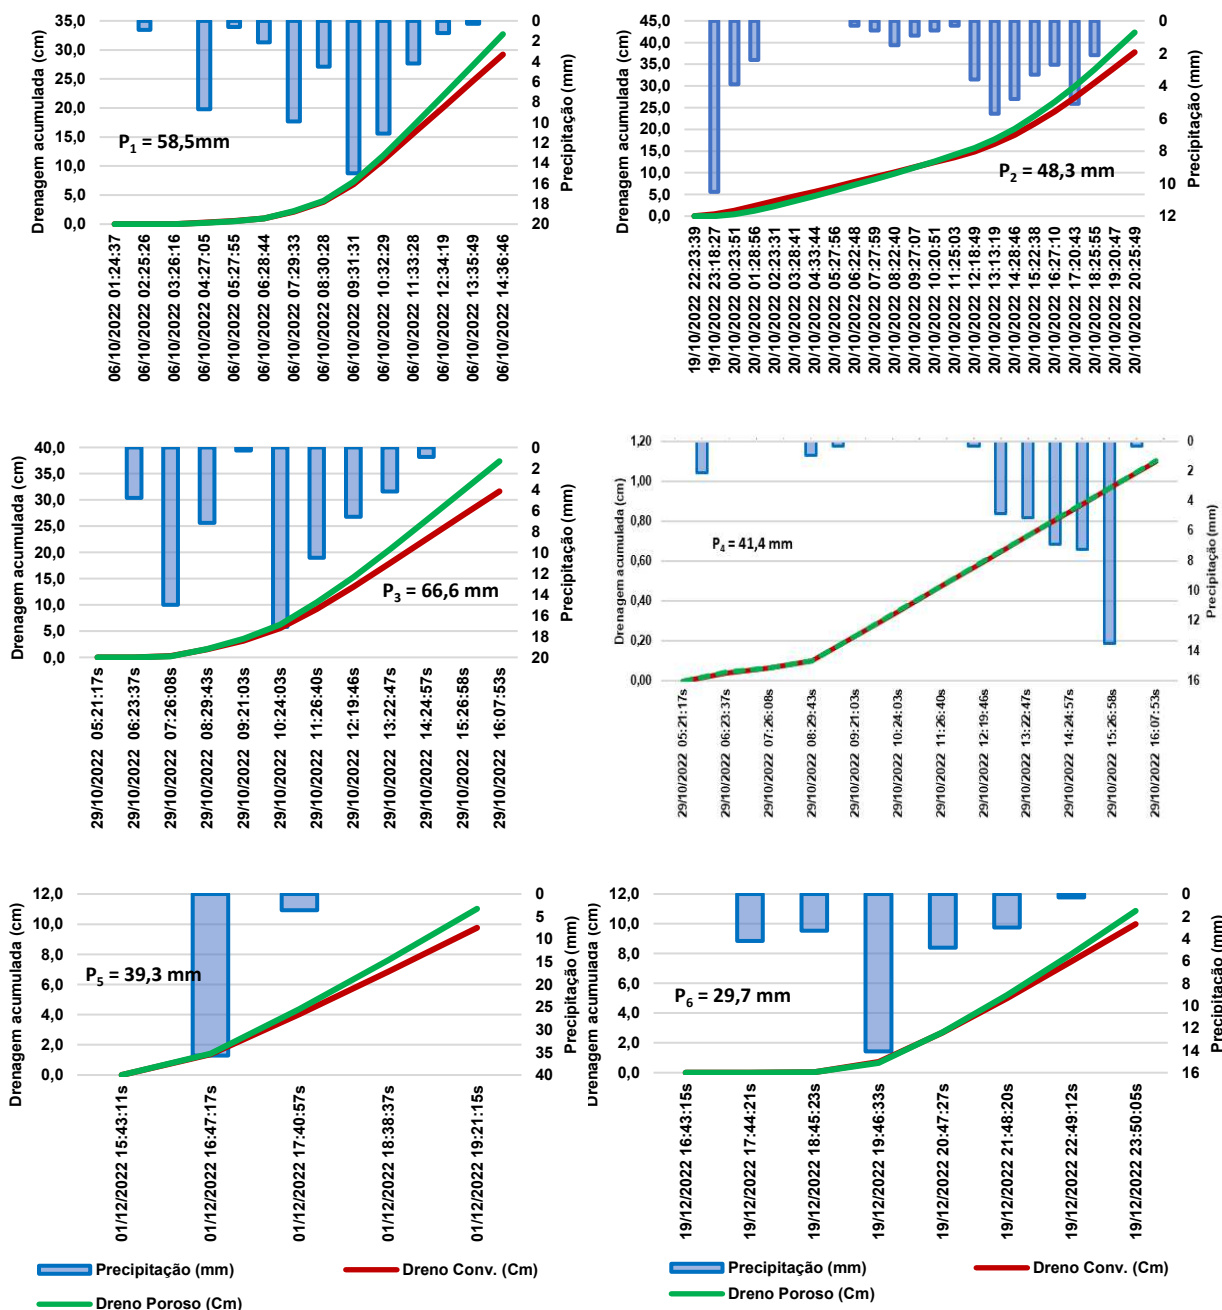 Drenagem acumulada (cm)
35,0
30,0
25,0
20,0
15,0
10,0
5,0
0,0
P1 = 58,5mm
0
2
4
6
8
10
12
14
16
18
20
Precipitação (mm)
06/10/2022 01:24:37
06/10/2022 02:25:26
06/10/2022 03:26:16
06/10/2022 04:27:05
06/10/2022 05:27:55
06/10/2022 06:28:44
06/10/2022 07:29:33
06/10/2022 08:30:28
06/10/2022 09:31:31
06/10/2022 10:32:29
06/10/2022 11:33:28
06/10/2022 12:34:19
06/10/2022 13:35:49
06/10/2022 14:36:46
Drenagem acumulada (cm)
45,0
40,0
35,0
30,0
25,0
20,0
15,0
10,0
5,0
0,0
P2 = 48,3 mm
0
2
4
6
8
10
12
Precipitação (mm)
19/10/2022 22:23:39
19/10/2022 23:18:27
20/10/2022 00:23:51
20/10/2022 01:28:56
20/10/2022 02:23:31
20/10/2022 03:28:41
20/10/2022 04:33:44
20/10/2022 05:27:56
20/10/2022 06:22:48
20/10/2022 07:27:59
20/10/2022 08:22:40
20/10/2022 09:27:07
20/10/2022 10:20:51
20/10/2022 11:25:03
20/10/2022 12:18:49
20/10/2022 13:13:19
20/10/2022 14:28:46
20/10/2022 15:22:38
20/10/2022 16:27:10
20/10/2022 17:20:43
20/10/2022 18:25:55
20/10/2022 19:20:47
20/10/2022 20:25:49
Drenagem acumulada (cm)
40,0
35,0
30,0
25,0
20,0
15,0
10,0
5,0
0,0
P3 = 66,6 mm
0
2
4
6
8
10
12
14
16
18
20
Precipitação (mm)
29/10/2022 05:21:17s
29/10/2022 06:23:37s
29/10/2022 07:26:08s
29/10/2022 08:29:43s
29/10/2022 09:21:03s
29/10/2022 10:24:03s
29/10/2022 11:26:40s
29/10/2022 12:19:46s
29/10/2022 13:22:47s
29/10/2022 14:24:57s
29/10/2022 15:26:58s
29/10/2022 16:07:53s
Drenagem acumulada (cm)
1,20
1,00
0,80
0,60
0,40
0,20
0,00
P4 = 41,4 mm
0
2
4
6
8
10
12
14
16
Precipitação (mm)
29/10/2022 05:21:17s
29/10/2022 06:23:37s
29/10/2022 07:26:08s
29/10/2022 08:29:43s
29/10/2022 09:21:03s
29/10/2022 10:24:03s
29/10/2022 11:26:40s
29/10/2022 12:19:46s
29/10/2022 13:22:47s
29/10/2022 14:24:57s
29/10/2022 15:26:58s
29/10/2022 16:07:53s
Drenagem acumulada (cm)
12,0
10,0
8,0
6,0
4,0
2,0
0,0
P5 = 39,3 mm
0
5
10
15
20
25
30
35
40
Precipitação (mm)
01/12/2022 15:43:11s
01/12/2022 16:47:17s
01/12/2022 17:40:57s
01/12/2022 18:38:37s
01/12/2022 19:21:15s
Drenagem acumulada (cm)
12,0
10,0
8,0
6,0
4,0
2,0
0,0
P6 = 29,7 mm
0
2
4
6
8
10
12
14
16
Precipitação (mm)
19/12/2022 16:43:15s
19/12/2022 17:44:21s
19/12/2022 18:45:23s
19/12/2022 19:46:33s
19/12/2022 20:47:27s
19/12/2022 21:48:20s
19/12/2022 22:49:12s
19/12/2022 23:50:05s
Precipitação (mm)
Dreno Conv. (Cm)
Dreno Poroso (Cm)
Precipitação (mm)
Dreno Conv. (Cm)
Dreno Poroso (Cm)